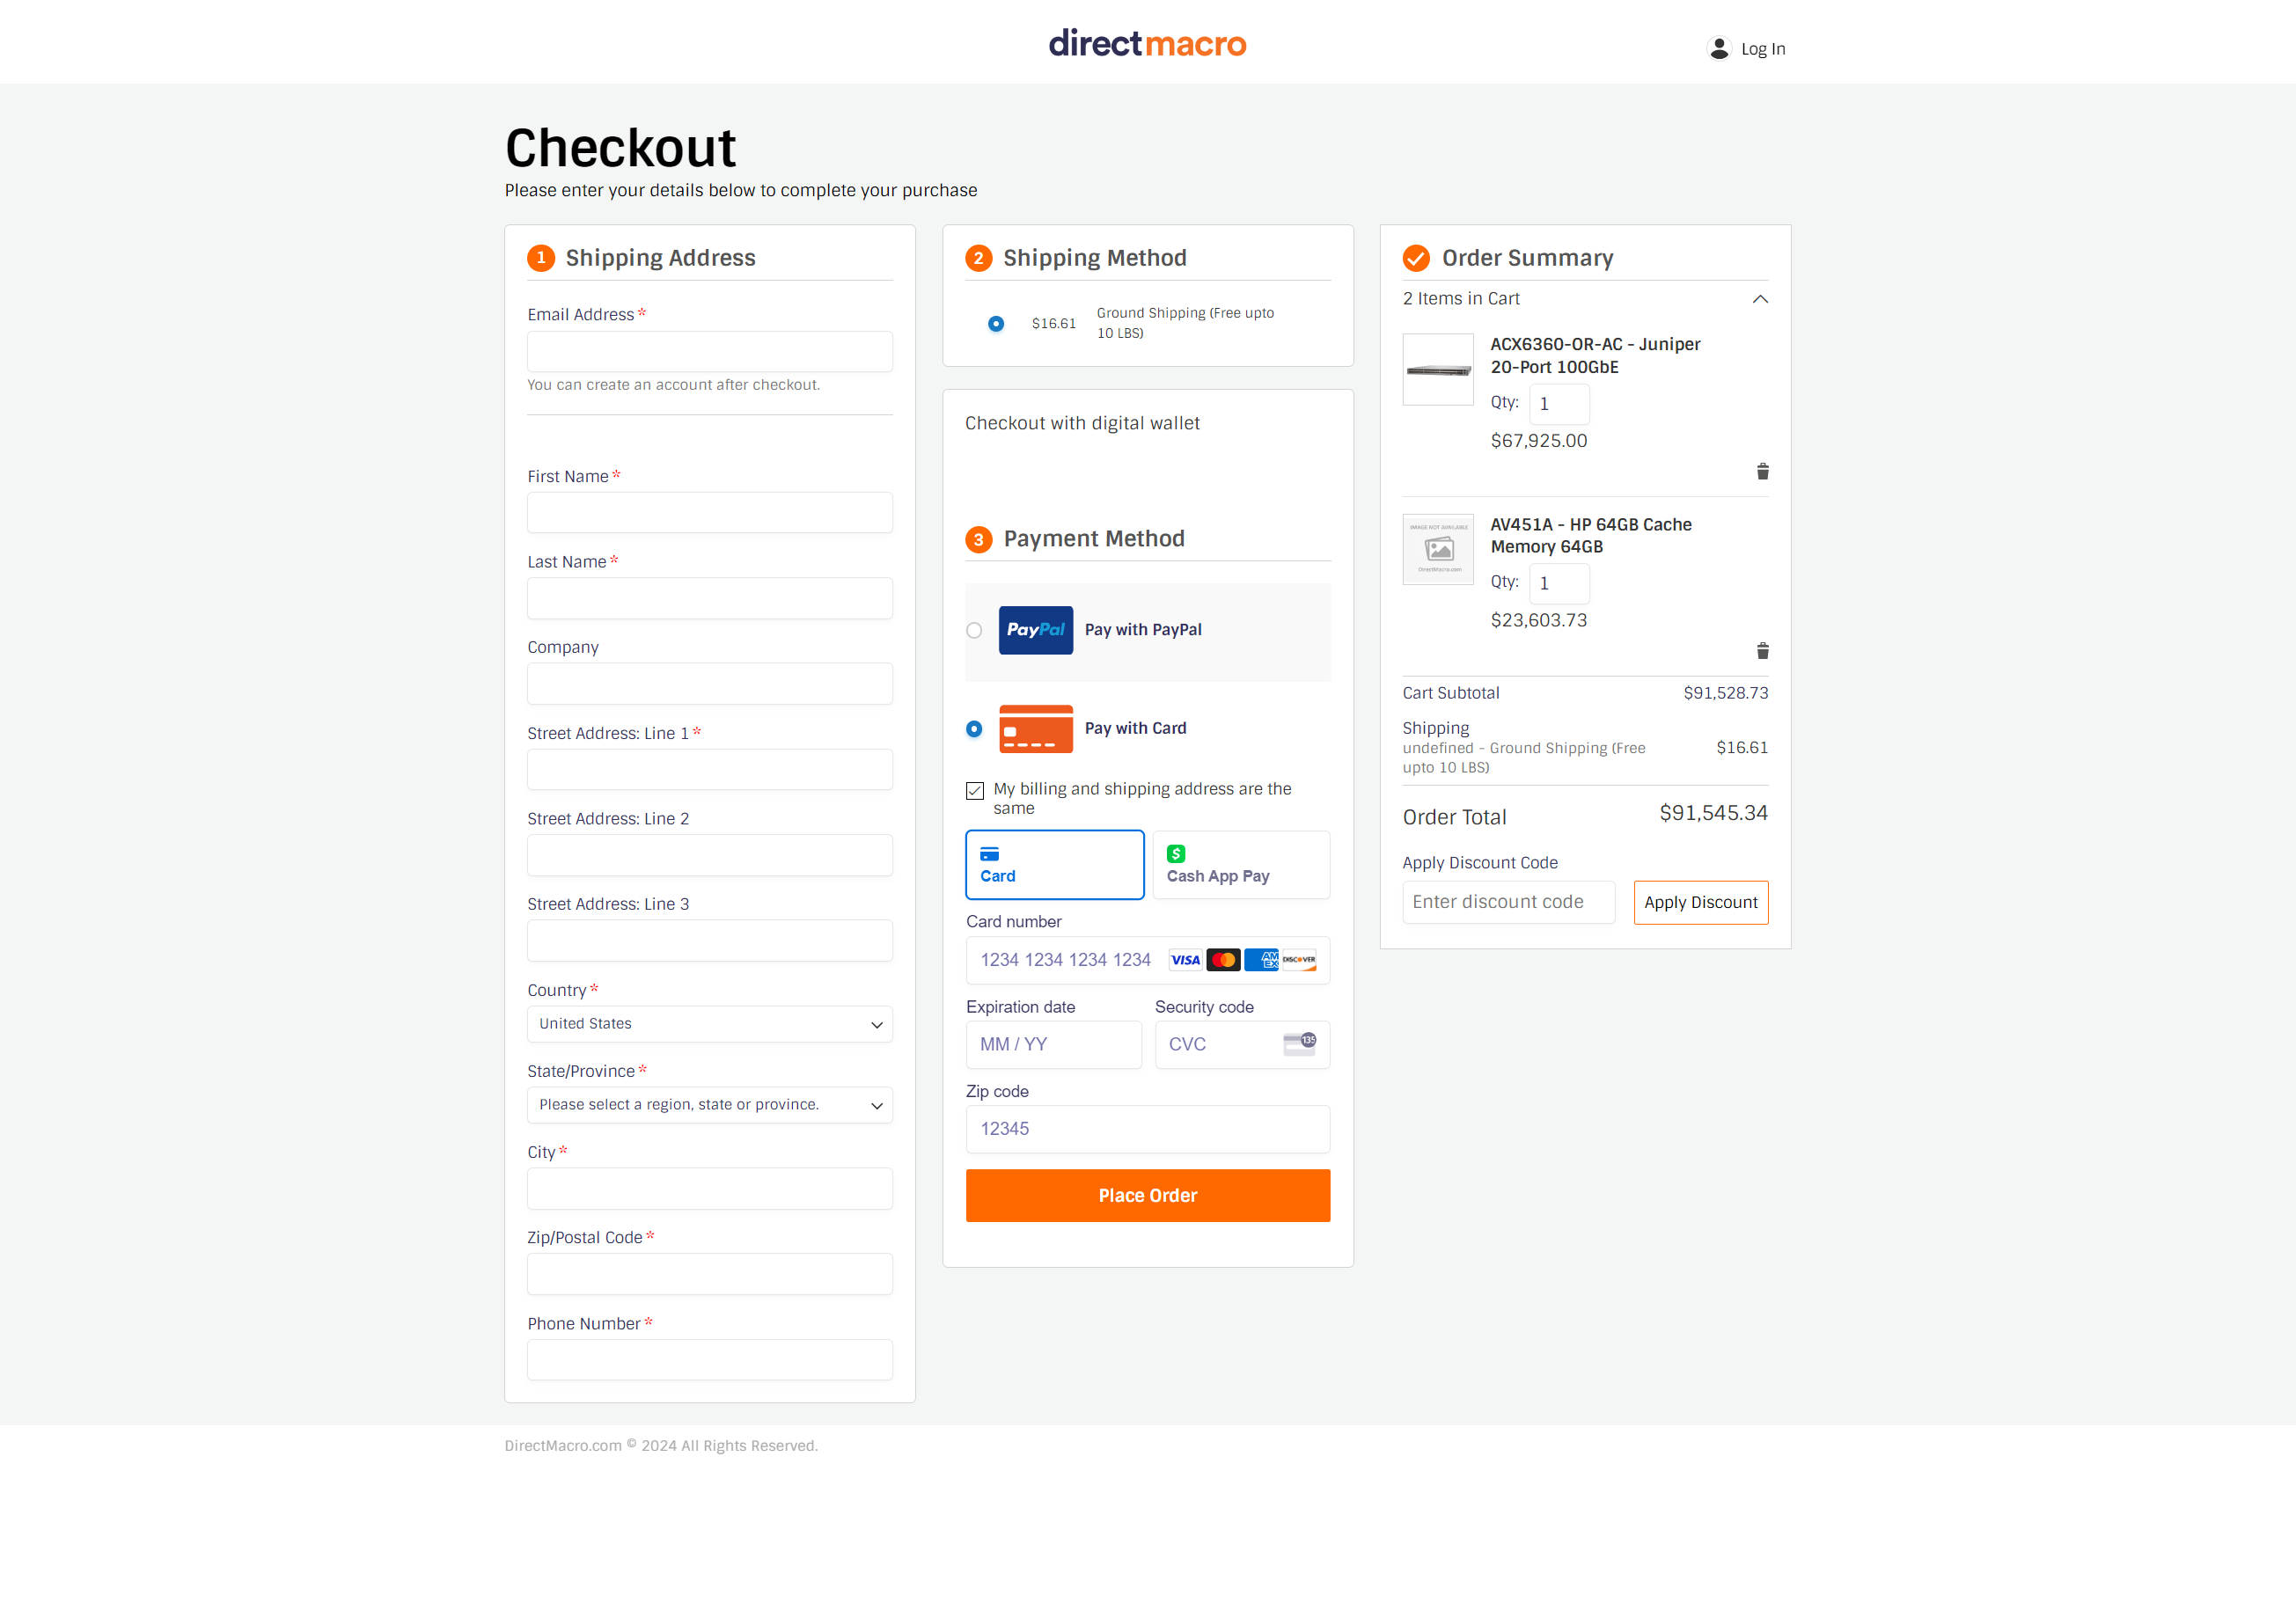 directmacro
Log In
Checkout
Please enter your details below to complete your purchase
1 Shipping Address
Email Address *
You can create an account after checkout.
First Name *
Last Name *
Company
Street Address: Line 1 *
Street Address: Line 2
Street Address: Line 3
Country *
United States
State/Province *
Please select a region, state or province.
City *
Zip/Postal Code *
Phone Number *
2 Shipping Method
$16.61
Ground Shipping (Free upto
10 LBS)
Checkout with digital wallet
3 Payment Method
PayPal Pay with PayPal
Pay with Card
My billing and shipping address are the
same
Card
Cash App Pay
Card number
1234 1234 1234 1234 VISA AM EX DISCOVER
Expiration date
Security code
MM / YY
CVC 135
Zip code
12345
Place Order
Order Summary
2 Items in Cart
ACX6360-OR-AC - Juniper
20-Port 100GbE
Qty: 1
$67,925.00
IMAGE NOT AVAILABLE
DirectMacro.com
AV451A - HP 64GB Cache
Memory 64GB
Qty: 1
$23,603.73
Cart Subtotal $91,528.73
Shipping
undefined - Ground Shipping (Free
upto 10 LBS)
$16.61
Order Total $91,545.34
Apply Discount Code
Enter discount code Apply Discount
DirectMacro.com © 2024 All Rights Reserved.